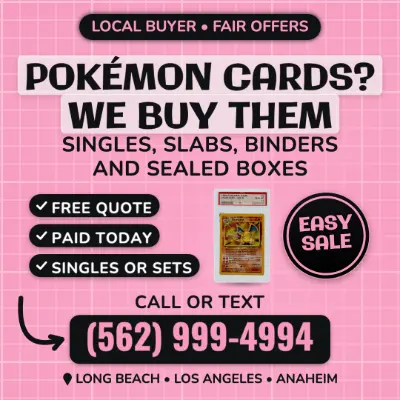 LOCAL BUYER • FAIR OFFERS
POKÉMON CARDS?
WE BUY THEM
SINGLES, SLABS, BINDERS
AND SEALED BOXES
FREE QUOTE
PAID TODAY
SINGLES OR SETS
EASY
SALE
CALL OR TEXT
(562) 999-4994
LONG BEACH • LOS ANGELES • ANAHEIM